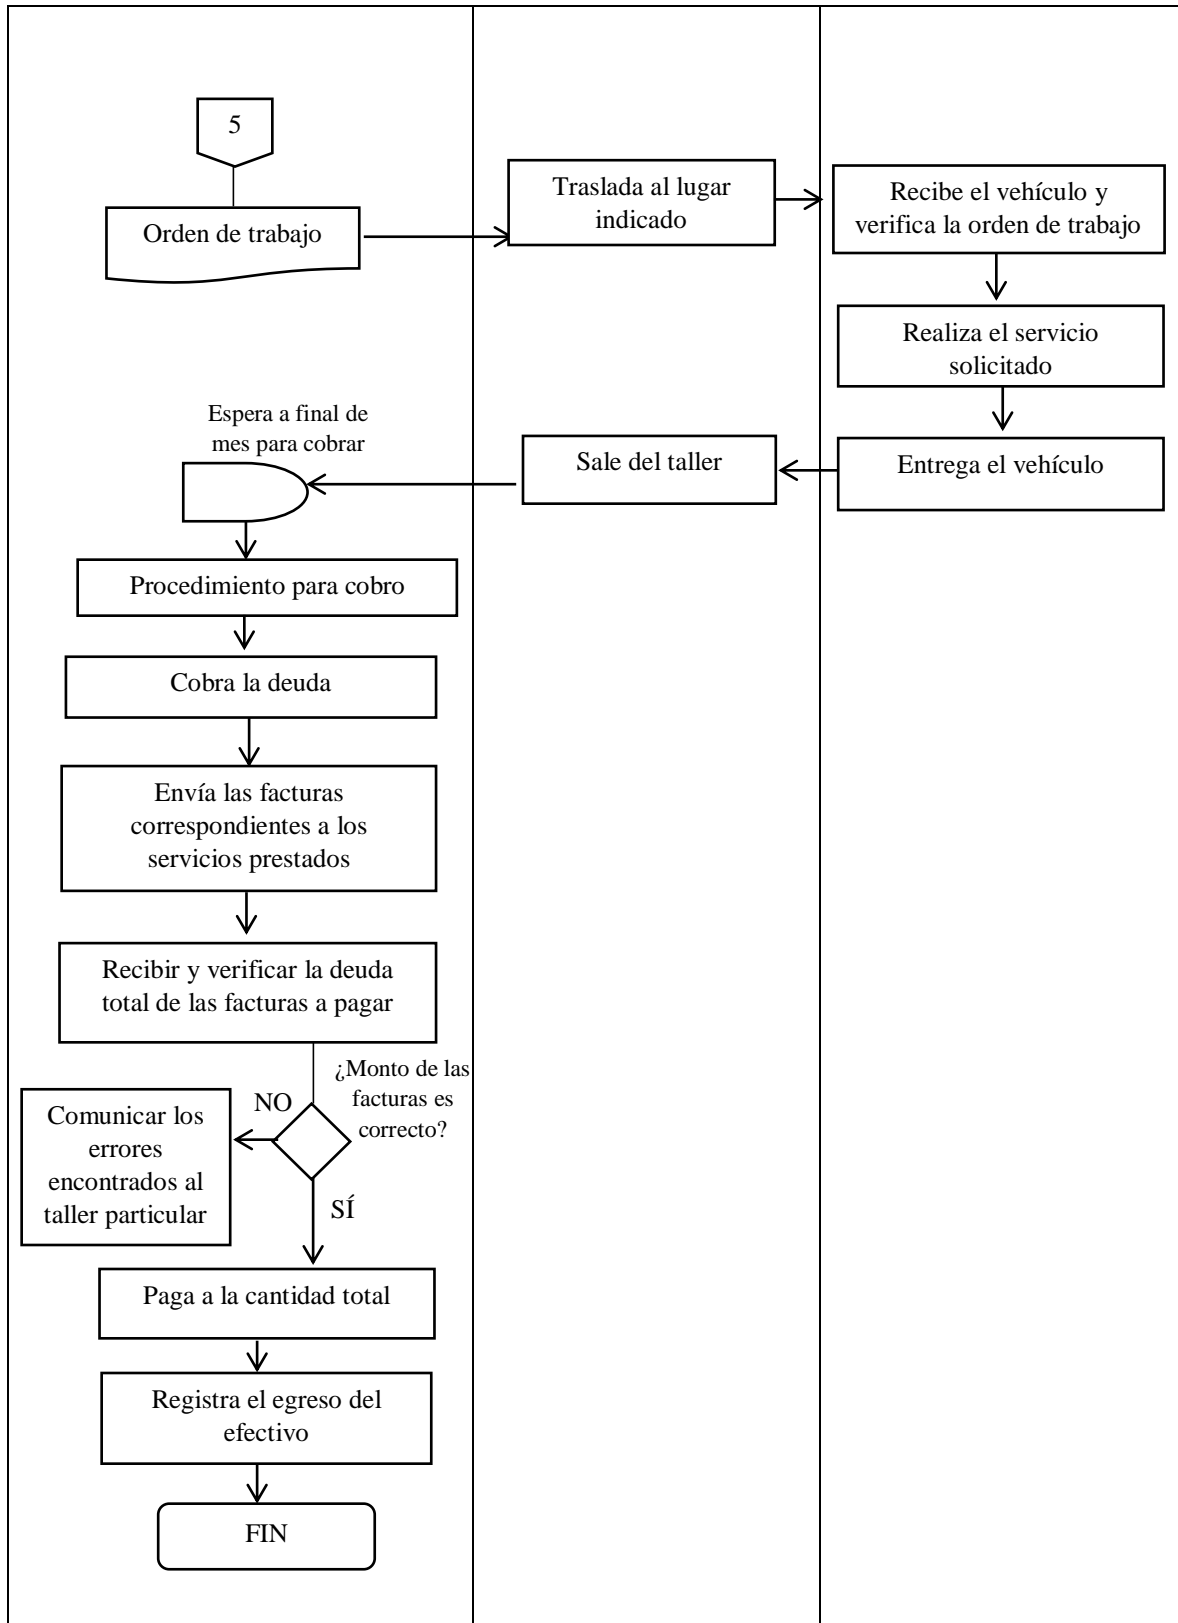 5
Orden de trabajo
Traslada al lugar
indicado
Recibe el vehículo y
verifica la orden de trabajo
Realiza el servicio
solicitado
Entrega el vehículo
Sale del taller
Espera a final de
mes para cobrar
Procedimiento para cobro
Cobra la deuda
Envía las facturas
correspondientes a los
servicios prestados
Recibir y verificar la deuda
total de las facturas a pagar
¿Monto de las
facturas es
correcto?
NO
Comunicar los
errores
encontrados al
taller particular
SÍ
Paga a la cantidad total
Registra el egreso del
efectivo
FIN